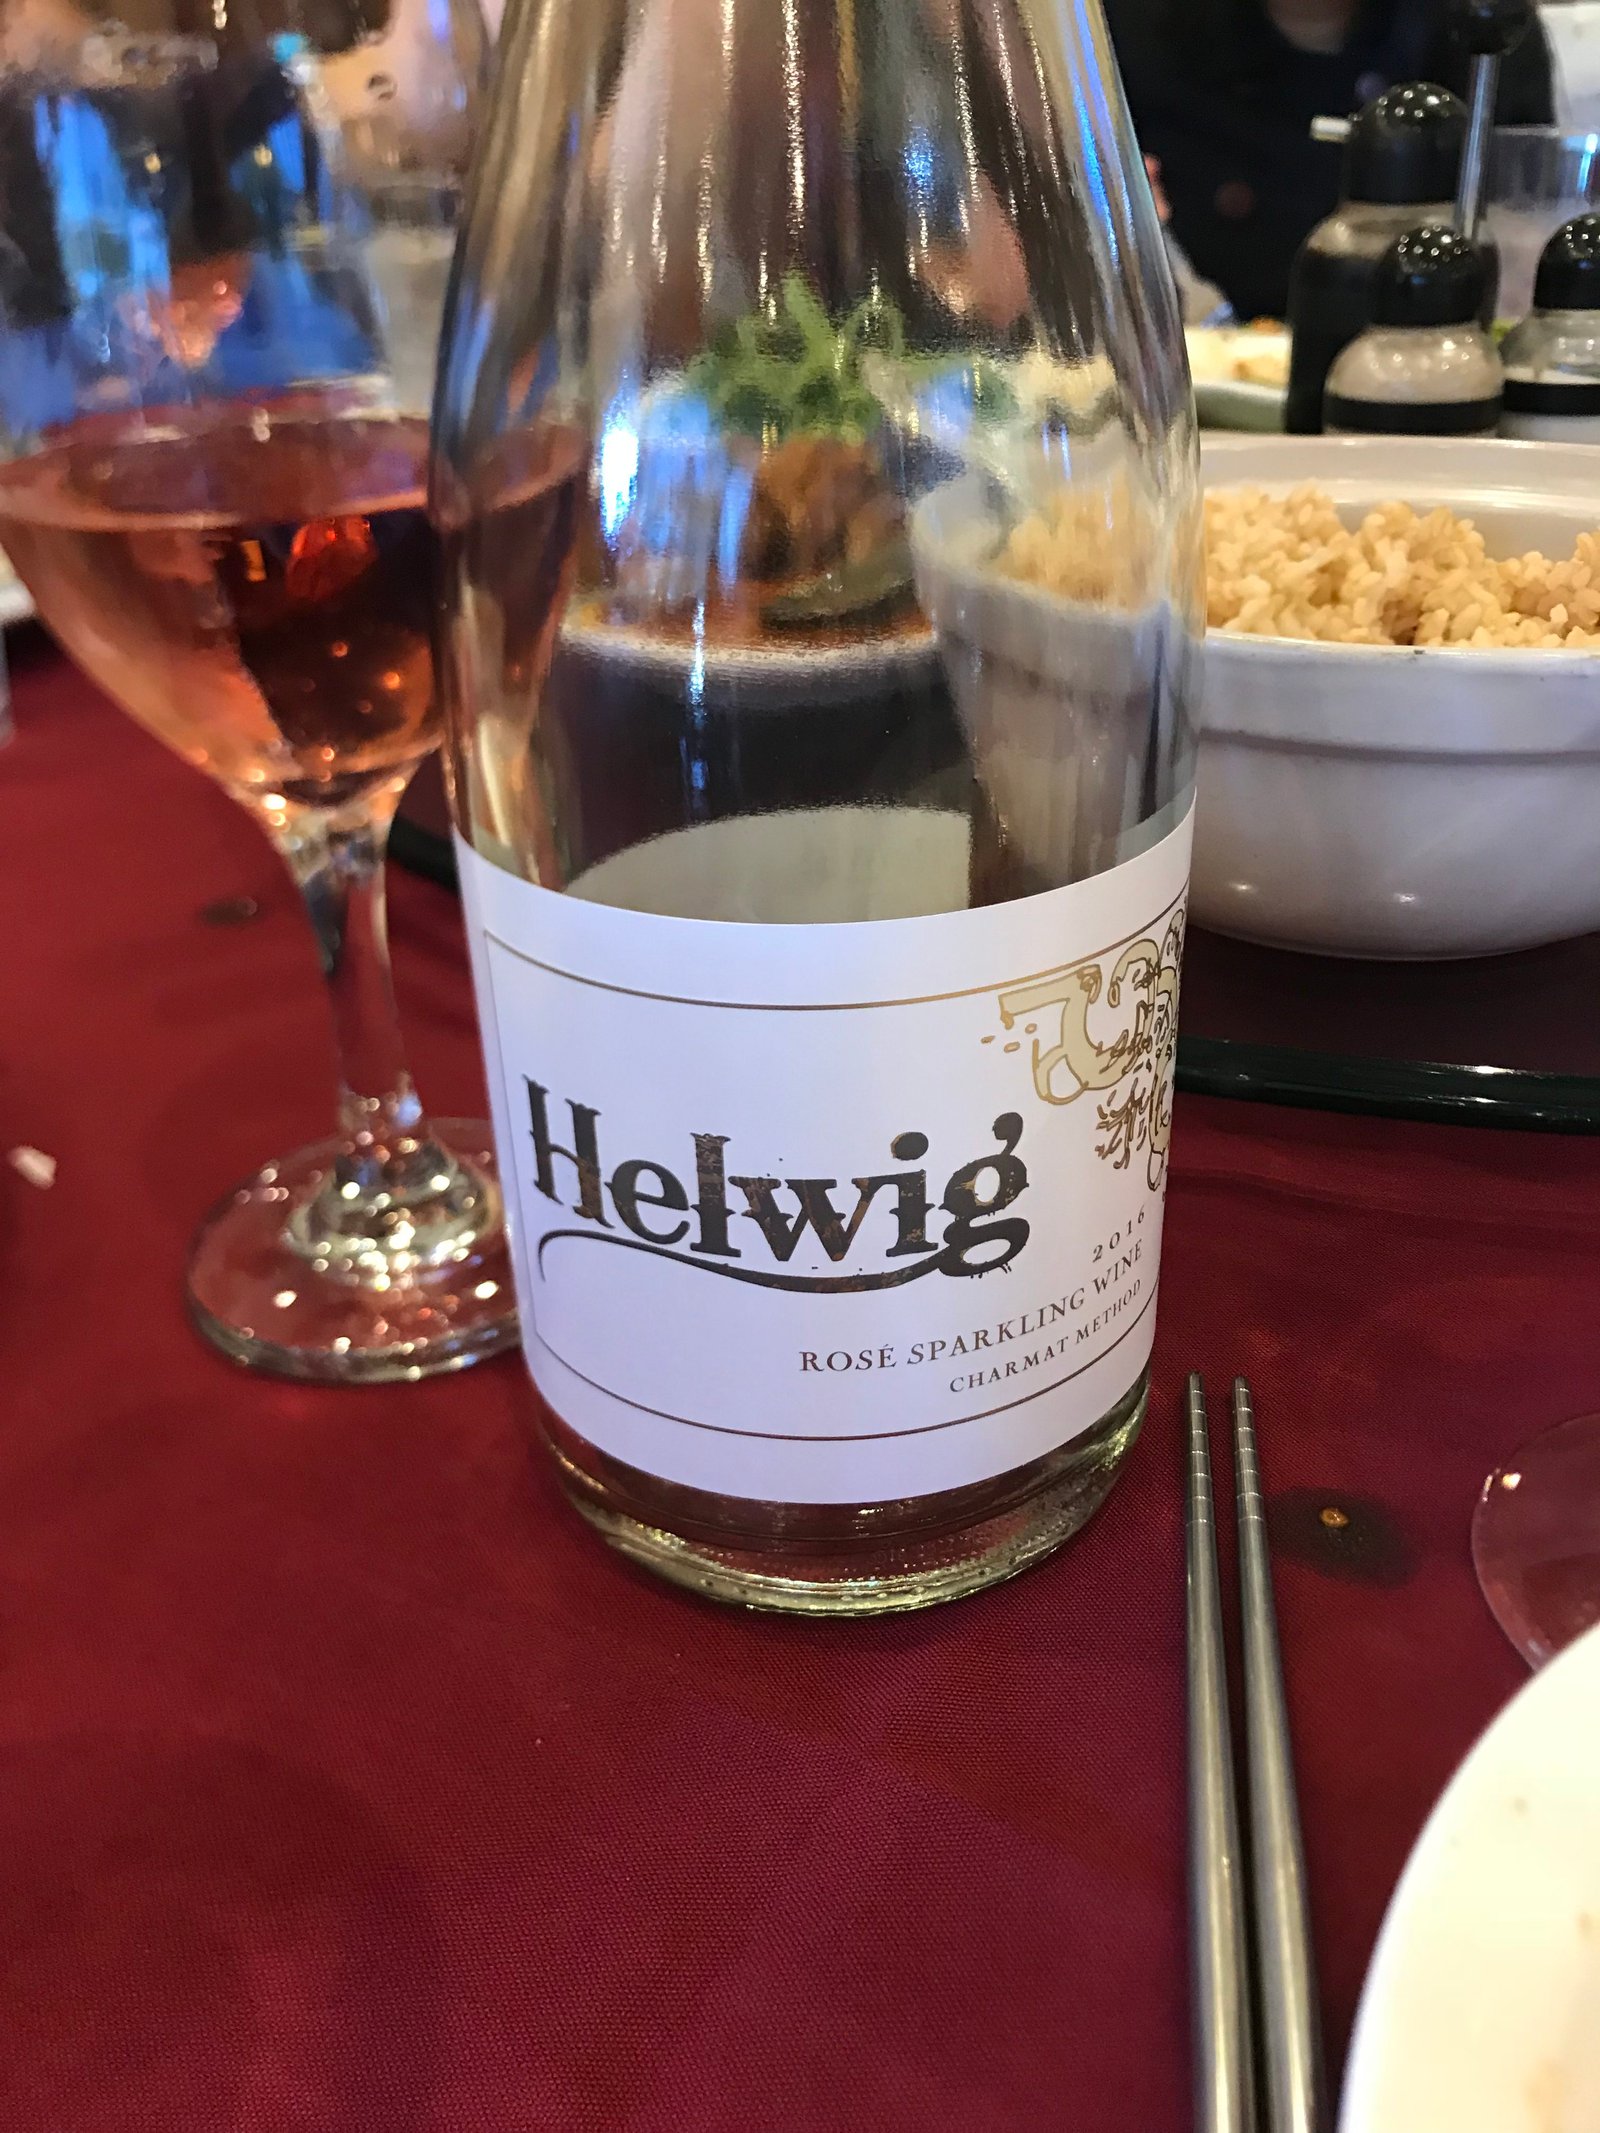 Helwig
2016
ROSÉ SPARKLING WINE
CHARMAT METHOD